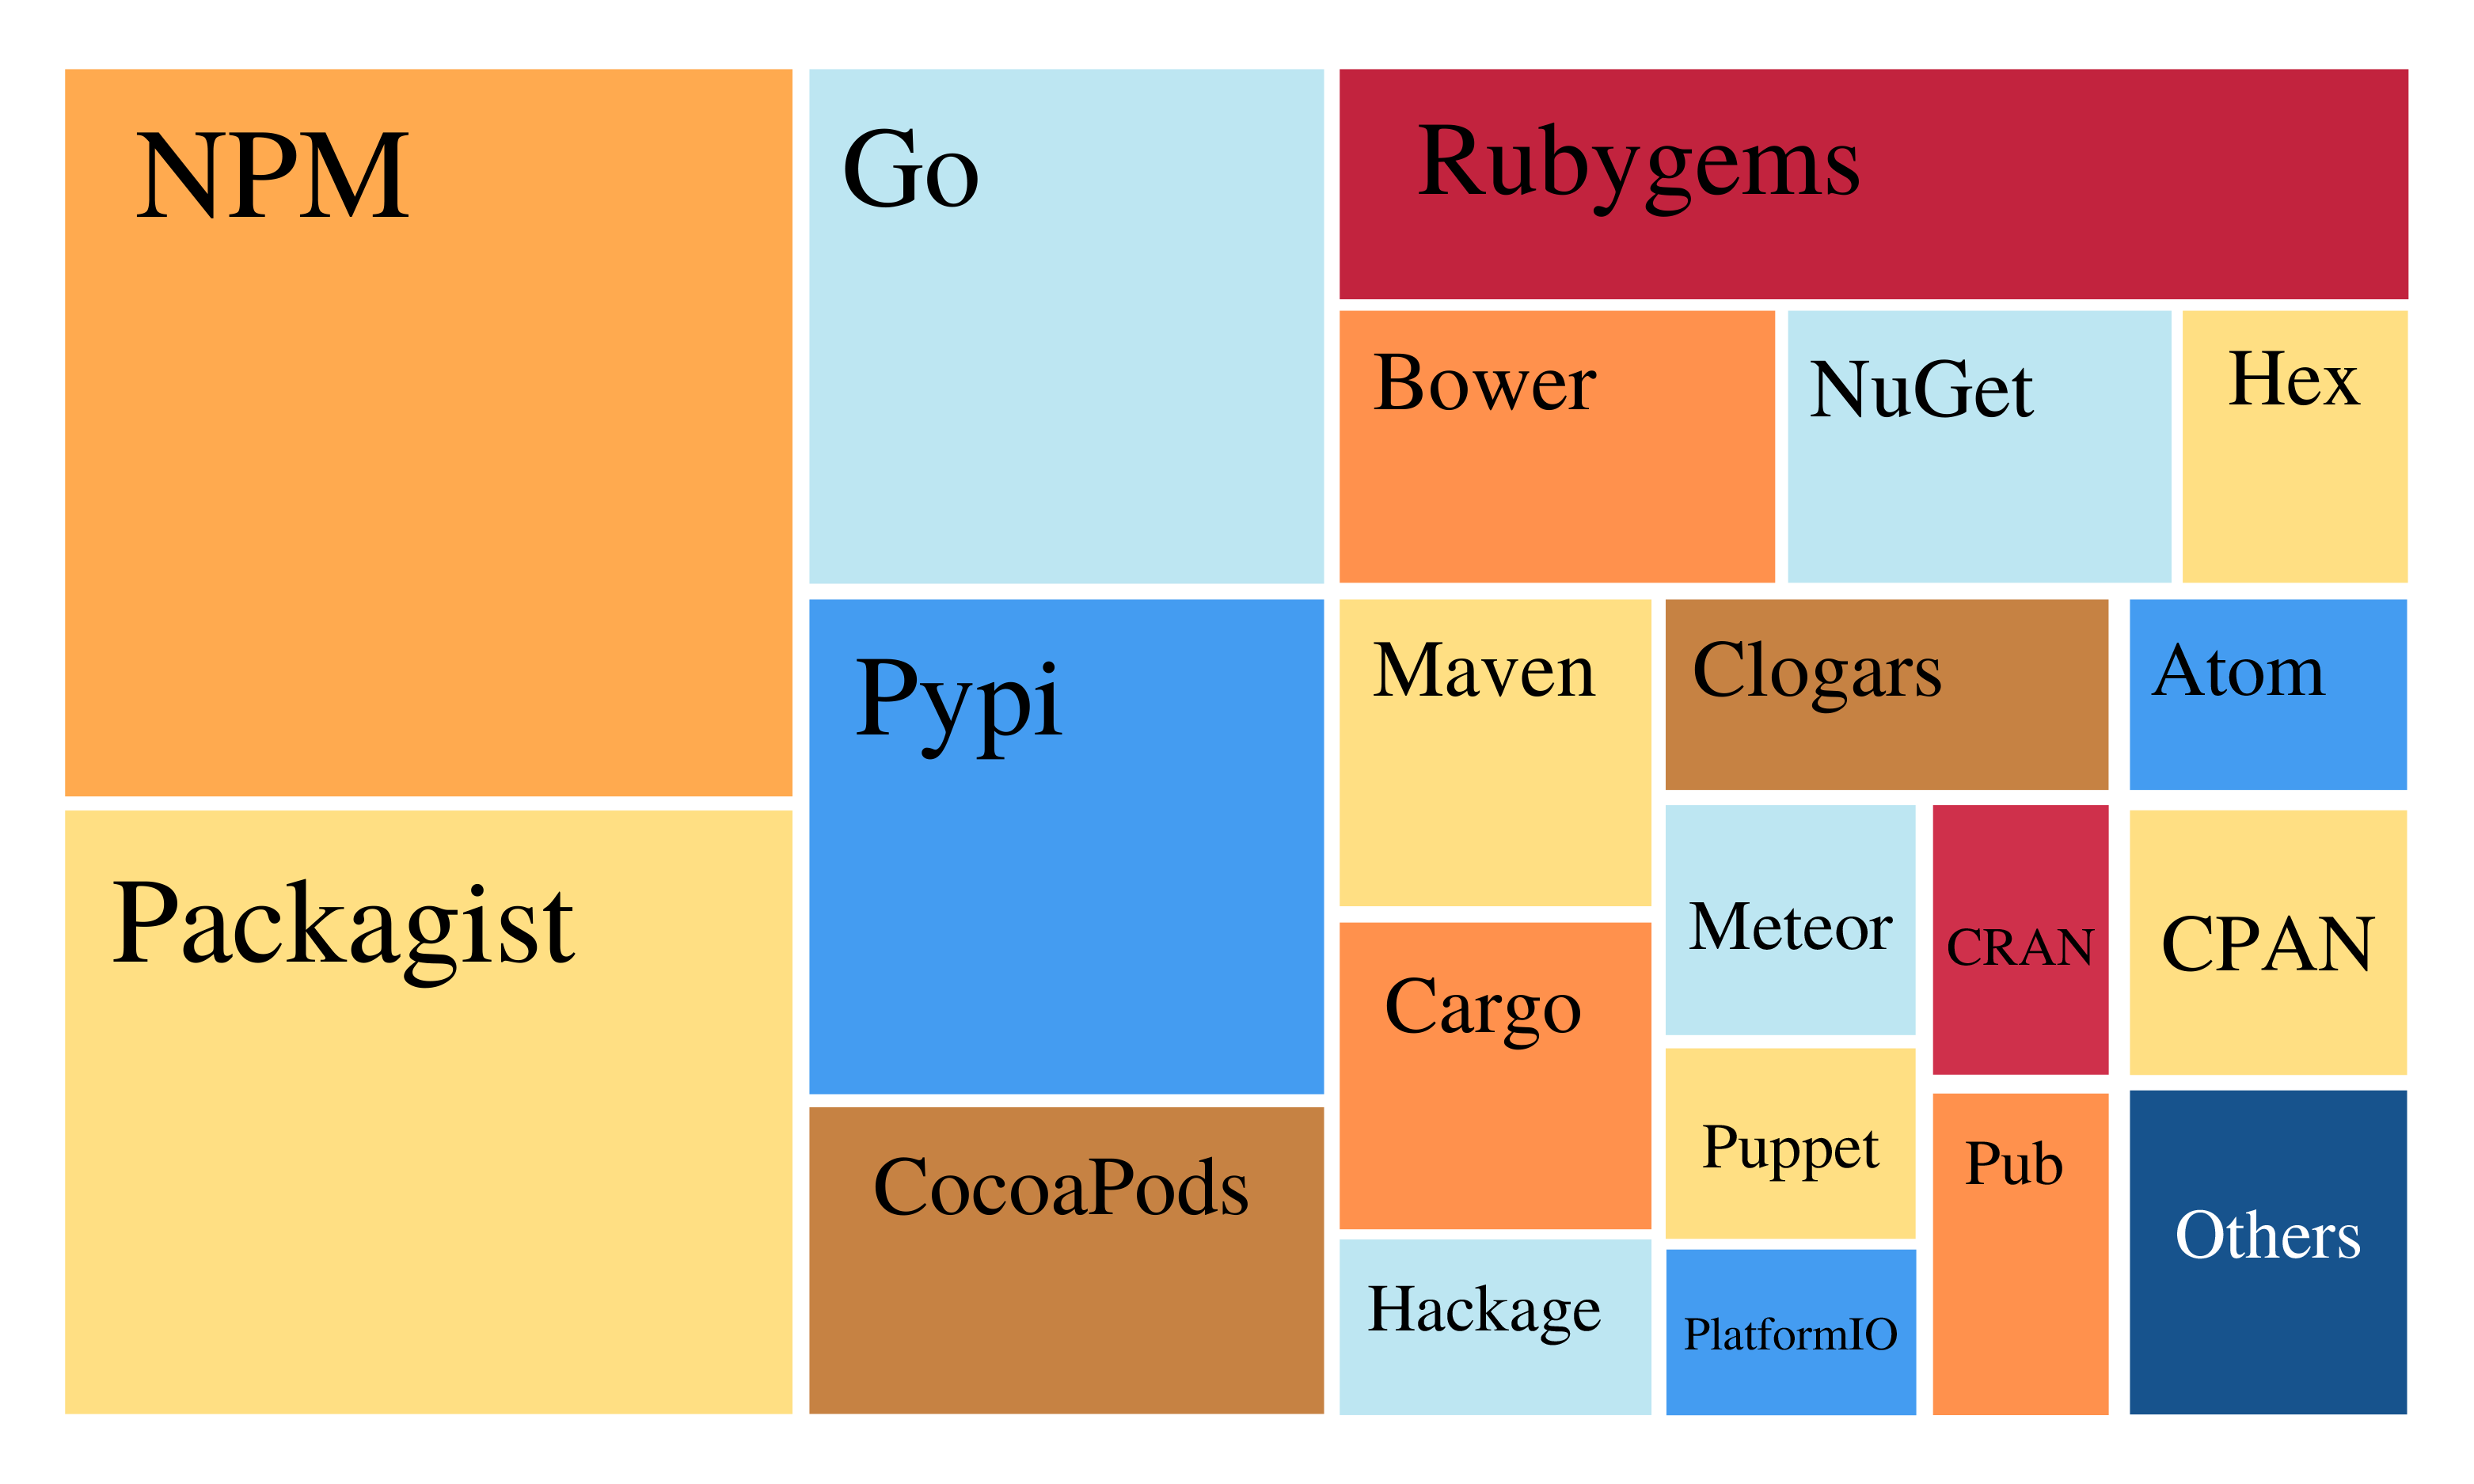 NPM
Go
Rubygems
Bower
NuGet
Hex
Pypi
Maven
Clogars
Atom
Packagist
Meteor
CRAN
CPAN
Cargo
CocoaPods
Puppet
Pub
Others
Hackage
PlatformIO